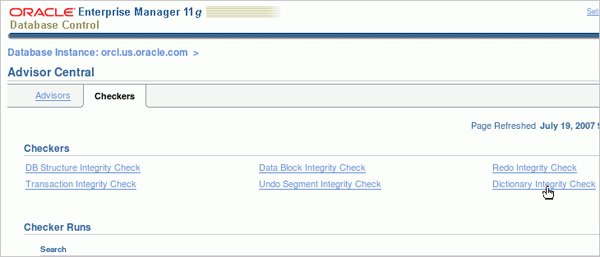 ORACLE Enterprise Manager 11g
Database Control
Database Instance: orcl.us.oracle.com >
Advisor Central
Advisors Checkers
Page Refreshed July 19, 2007
Checkers
DB Structure Integrity Check Data Block Integrity Check Redo Integrity Check
Transaction Integrity Check Undo Segment Integrity Check Dictionary Integrity Check
Checker Runs
Search